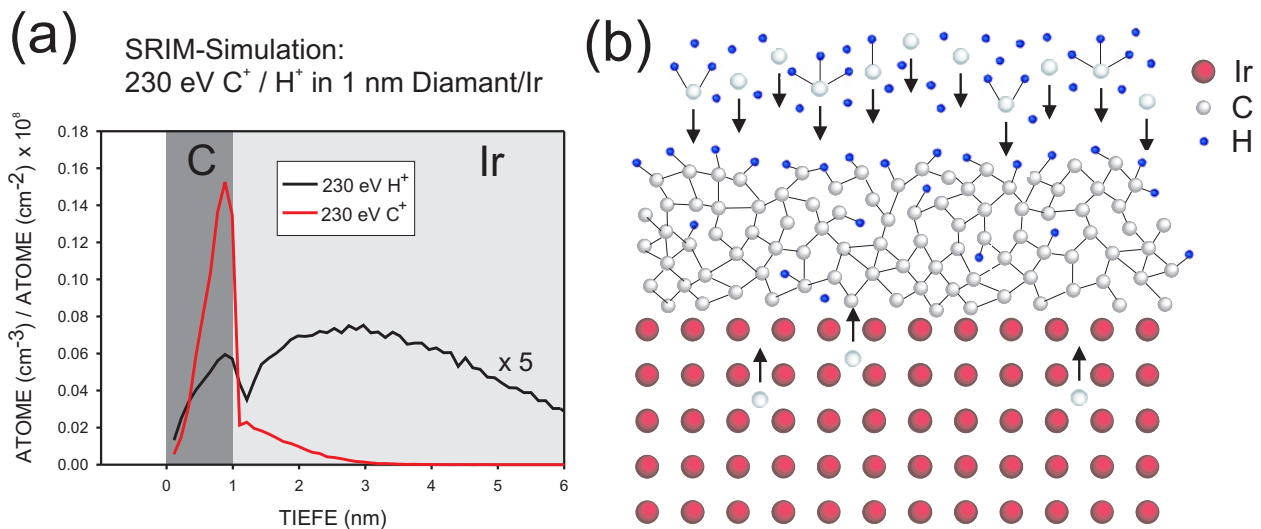 (a)
SRIM-Simulation:
230 eV C⁺ / H⁺ in 1 nm Diamant/Ir
ATOME (cm⁻³) / ATOME (cm⁻²) x 10⁸
0.18
0.16
0.14
0.12
0.10
0.08
0.06
0.04
0.02
0.00
C
Ir
230 eV H⁺
230 eV C⁺
x 5
0 1 2 3 4 5 6
TIEFE (nm)
(b)
Ir
C
H